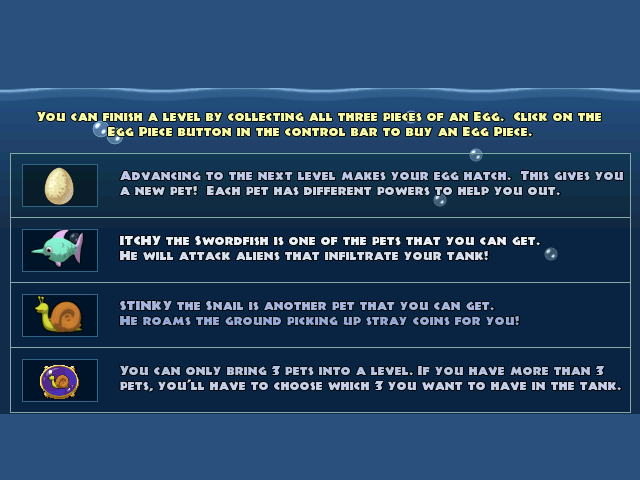 You can finish a level by collecting all three pieces of an Egg. Click on the
Egg Piece button in the control bar to buy an Egg Piece.
Advancing to the next level makes your egg hatch. This gives you
a new pet! Each pet has different powers to help you out.
Itchy the Swordfish is one of the pets that you can get.
He will attack aliens that infiltrate your tank!
Stinky the Snail is another pet that you can get.
He roams the ground picking up stray coins for you!
You can only bring 3 pets into a level. If you have more than 3
pets, you'll have to choose which 3 you want to have in the tank.